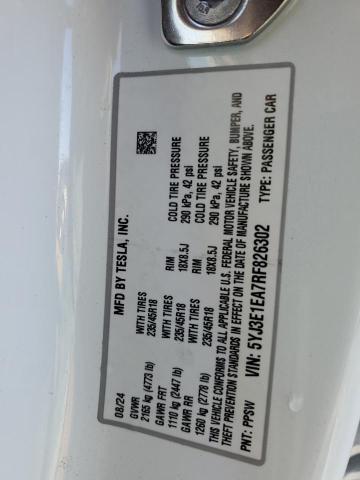 MFD BY TESLA, INC.
08/24
GVWR
2165 kg (4773 lb) WITH TIRES RIM COLD TIRE PRESSURE
GAWR FRT 235/45R18 18X8.5J 290 kPa, 42 psi
1110 kg (2447 lb) WITH TIRES RIM COLD TIRE PRESSURE
GAWR RR 235/45R18 18X8.5J 290 kPa, 42 psi
1260 kg (2778 lb) 
THIS VEHICLE CONFORMS TO ALL APPLICABLE U.S. FEDERAL MOTOR VEHICLE SAFETY, BUMPER, AND
THEFT PREVENTION STANDARDS IN EFFECT ON THE DATE OF MANUFACTURE SHOWN ABOVE.
VIN: 5YJ3E1EA7RF826302
PNT: PPSW TYPE: PASSENGER CAR